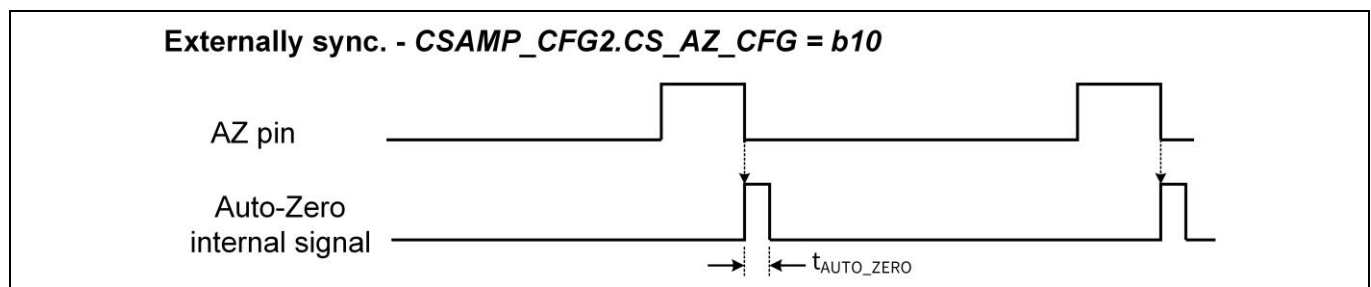 Externally sync. - CSAMP_CFG2.CS_AZ_CFG = b10
AZ pin
Auto-Zero
internal signal
tAUTO_ZERO